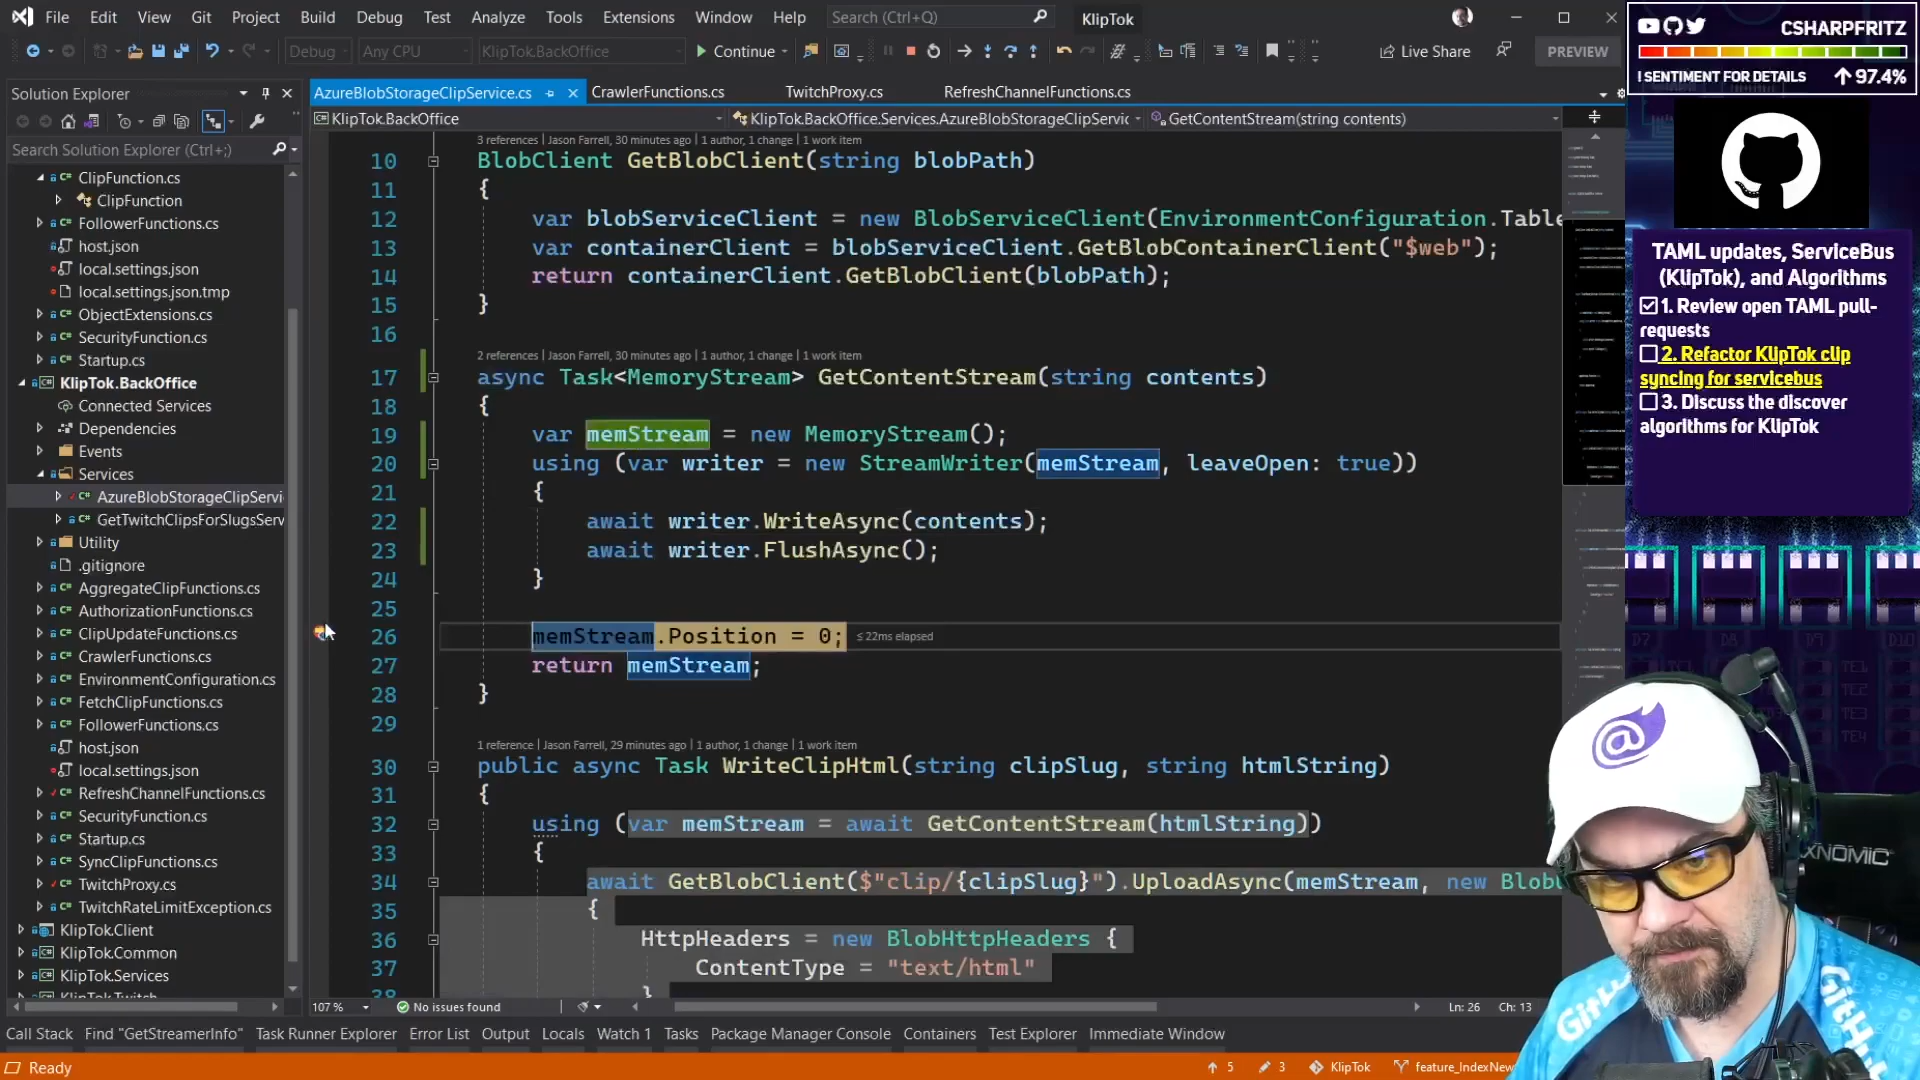 File Edit View Git Project Build Debug Test Analyze Tools Extensions Window Help Search (Ctrl+Q) KlipTok
Debug Any CPU KlipTok.BackOffice Continue Live Share PREVIEW
CSHARPFRITZ
! SENTIMENT FOR DETAILS 97.4%
Solution Explorer
Search Solution Explorer (Ctrl+;)
ClipFunction.cs
ClipFunction
FollowerFunctions.cs
host.json
local.settings.json
local.settings.json.tmp
ObjectExtensions.cs
SecurityFunction.cs
Startup.cs
KlipTok.BackOffice
Connected Services
Dependencies
Events
Services
AzureBlobStorageClipServi
GetTwitchClipsForSlugsServ
Utility
.gitignore
AggregateClipFunctions.cs
AuthorizationFunctions.cs
ClipUpdateFunctions.cs
CrawlerFunctions.cs
EnvironmentConfiguration.cs
FetchClipFunctions.cs
FollowerFunctions.cs
host.json
local.settings.json
RefreshChannelFunctions.cs
SecurityFunction.cs
Startup.cs
SyncClipFunctions.cs
TwitchProxy.cs
TwitchRateLimitException.cs
KlipTok.Client
KlipTok.Common
KlipTok.Services
KlipTok.Twitch
AzureBlobStorageClipService.cs CrawlerFunctions.cs TwitchProxy.cs RefreshChannelFunctions.cs
KlipTok.BackOffice KlipTok.BackOffice.Services.AzureBlobStorageClipServic GetContentStream(string contents)
3 references | Jason Farrell, 30 minutes ago | 1 author, 1 change | 1 work item
10 BlobClient GetBlobClient(string blobPath)
11 {
12 var blobServiceClient = new BlobServiceClient(EnvironmentConfiguration.Table
13 var containerClient = blobServiceClient.GetBlobContainerClient("$web");
14 return containerClient.GetBlobClient(blobPath);
15 }
16
2 references | Jason Farrell, 30 minutes ago | 1 author, 1 change | 1 work item
17 async Task<MemoryStream> GetContentStream(string contents)
18 {
19 var memStream = new MemoryStream();
20 using (var writer = new StreamWriter(memStream, leaveOpen: true))
21 {
22 await writer.WriteAsync(contents);
23 await writer.FlushAsync();
24 }
25
26 memStream.Position = 0; ≤ 22ms elapsed
27 return memStream;
28 }
29
1 reference | Jason Farrell, 29 minutes ago | 1 author, 1 change | 1 work item
30 public async Task WriteClipHtml(string clipSlug, string htmlString)
31 {
32 using (var memStream = await GetContentStream(htmlString))
33 {
34 await GetBlobClient($"clip/{clipSlug}").UploadAsync(memStream, new Blob
35 {
36 HttpHeaders = new BlobHttpHeaders {
37 ContentType = "text/html"
38 }
107 % No issues found Ln: 26 Ch: 13
Call Stack Find "GetStreamerInfo" Task Runner Explorer Error List Output Locals Watch 1 Tasks Package Manager Console Containers Test Explorer Immediate Window
Ready 5 3 KlipTok feature_IndexNew
TAML updates, ServiceBus
(KlipTok), and Algorithms
1. Review open TAML pull-
requests
2. Refactor KlipTok clip
syncing for servicebus
3. Discuss the discover
algorithms for KlipTok
D7 D8 D9 D10
GitHub